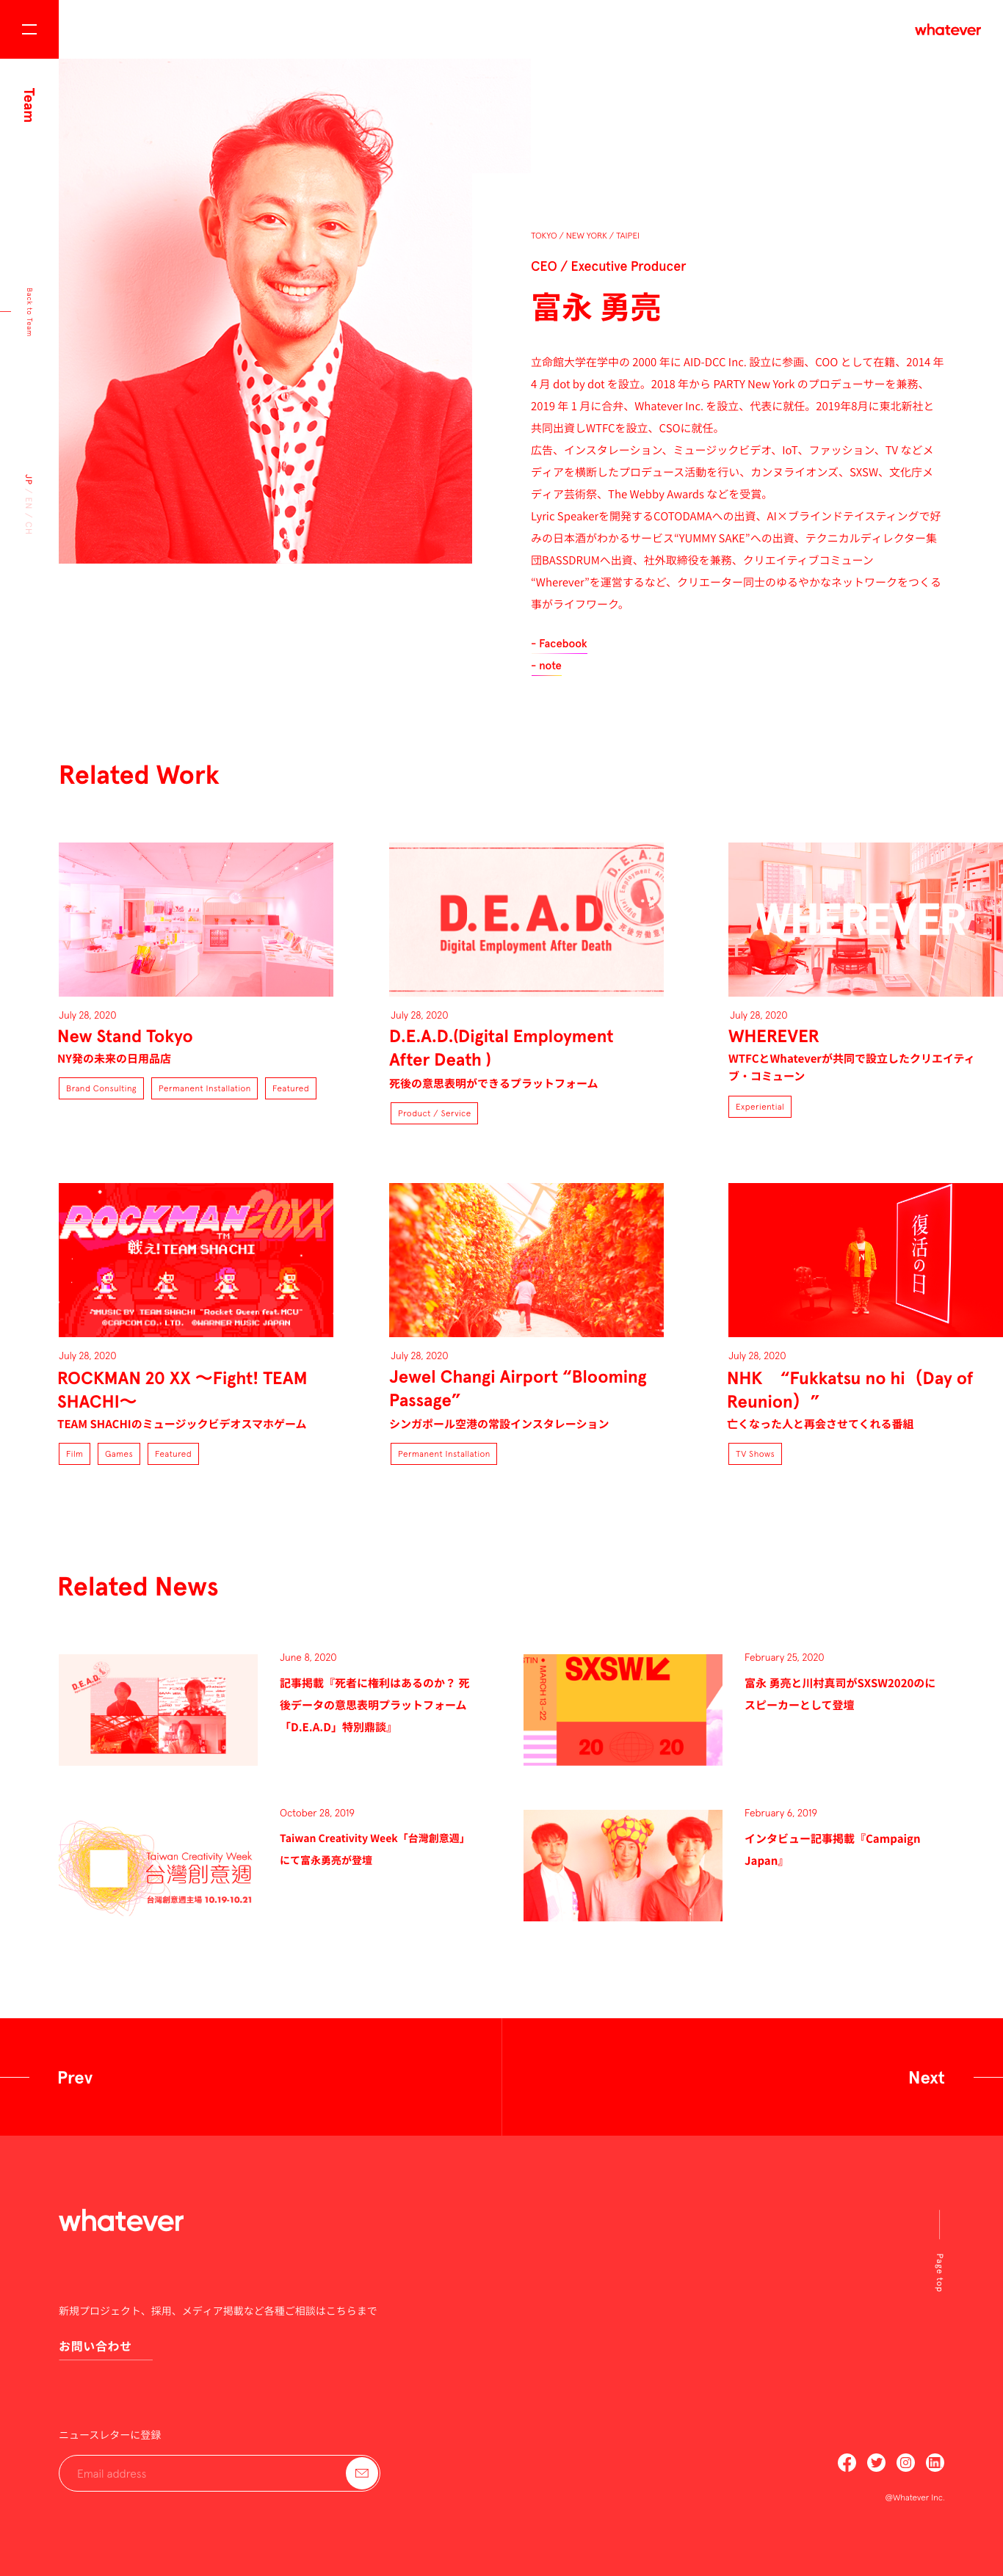 whatever
Team
Back to Team
JP / EN / CH
TOKYO / NEW YORK / TAIPEI
CEO / Executive Producer
富永 勇亮
立命館大学在学中の 2000 年に AID-DCC Inc. 設立に参画、COO として在籍、2014 年
4 月 dot by dot を設立。2018 年から PARTY New York のプロデューサーを兼務、
2019 年 1 月に合弁、Whatever Inc. を設立、代表に就任。2019年8月に東北新社と
共同出資しWTFCを設立、CSOに就任。
広告、インスタレーション、ミュージックビデオ、IoT、ファッション、TV などメ
ディアを横断したプロデュース活動を行い、カンヌライオンズ、SXSW、文化庁メ
ディア芸術祭、The Webby Awards などを受賞。
Lyric Speakerを開発するCOTODAMAへの出資、AI×ブラインドテイスティングで好
みの日本酒がわかるサービス“YUMMY SAKE”への出資、テクニカルディレクター集
団BASSDRUMへ出資、社外取締役を兼務、クリエイティブコミューン
“Wherever”を運営するなど、クリエーター同士のゆるやかなネットワークをつくる
事がライフワーク。
- Facebook
- note
Related Work
D.E.A.D.
Digital Employment After Death
WHEREVER
July 28, 2020
New Stand Tokyo
NY発の未来の日用品店
Brand Consulting
Permanent Installation
Featured
July 28, 2020
D.E.A.D.(Digital Employment
After Death )
死後の意思表明ができるプラットフォーム
Product / Service
July 28, 2020
WHEREVER
WTFCとWhateverが共同で設立したクリエイティ
ブ・コミューン
Experiential
ROCKMAN 20XX
TM
戦え!TEAM SHACHI
♪MUSIC BY TEAM SHACHI "Rocket Queen feat.MCU"
©CAPCOM CO., LTD. ©WARNER MUSIC JAPAN
復活の日
July 28, 2020
ROCKMAN 20 XX 〜Fight! TEAM
SHACHI〜
TEAM SHACHIのミュージックビデオスマホゲーム
Film
Games
Featured
July 28, 2020
Jewel Changi Airport “Blooming
Passage”
シンガポール空港の常設インスタレーション
Permanent Installation
July 28, 2020
NHK　“Fukkatsu no hi（Day of
Reunion）”
亡くなった人と再会させてくれる番組
TV Shows
Related News
D.E.A.D.
June 8, 2020
記事掲載『死者に権利はあるのか？ 死
後データの意思表明プラットフォーム
「D.E.A.D」特別鼎談』
TIN ◆ MARCH 13-22
SXSW
20 20
February 25, 2020
富永 勇亮と川村真司がSXSW2020のに
スピーカーとして登壇
Taiwan Creativity Week
台灣創意週
台灣創意週主場 10.19-10.21
October 28, 2019
Taiwan Creativity Week「台灣創意週」
にて富永勇亮が登壇
February 6, 2019
インタビュー記事掲載『Campaign
Japan』
Prev
Next
whatever
Page top
新規プロジェクト、採用、メディア掲載など各種ご相談はこちらまで
お問い合わせ
ニュースレターに登録
Email address
@Whatever Inc.